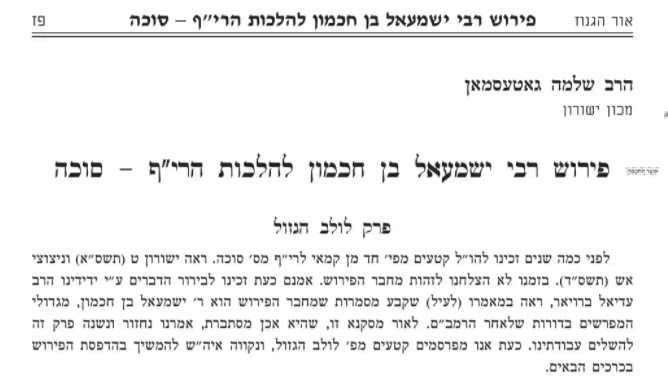 אור הגנוז פירוש רבי ישמעאל בן חכמון להלכות הרי״ף – סוכה פז
הרב שלמה גאטעסמאן
מכון ישורון
פירוש רבי ישמעאל בן חכמון להלכות הרי״ף – סוכה
פרק לולב הגזול
לפני כמה שנים זכינו להו״ל קטעים מפי׳ חד מן קמאי לרי״ף מס׳ סוכה. ראה ישורון ט (תשס״א) וניצוצי
אש (תשס״ד). בזמנו לא הצלחנו לזהות מחבר הפירוש. אמנם כעת זכינו לבירור הדברים ע״י ידידינו הרב
עדיאל ברויאר, ראה במאמרו (לעיל) שקבע מסמרות שמחבר הפירוש הוא ר׳ ישמעאל בן חכמון, מגדולי
המפרשים בדורות שלאחר הרמב״ם. לאור מסקנא זו, שהיא אכן מסתברת, אמרנו נחזור ונשנה פרק זה
להשלים עבודתינו. כעת אנו מפרסמים קטעים מפ׳ לולב הגזול, ונקווה איה״ש להמשיך בהדפסת הפירוש
בכרכים הבאים.